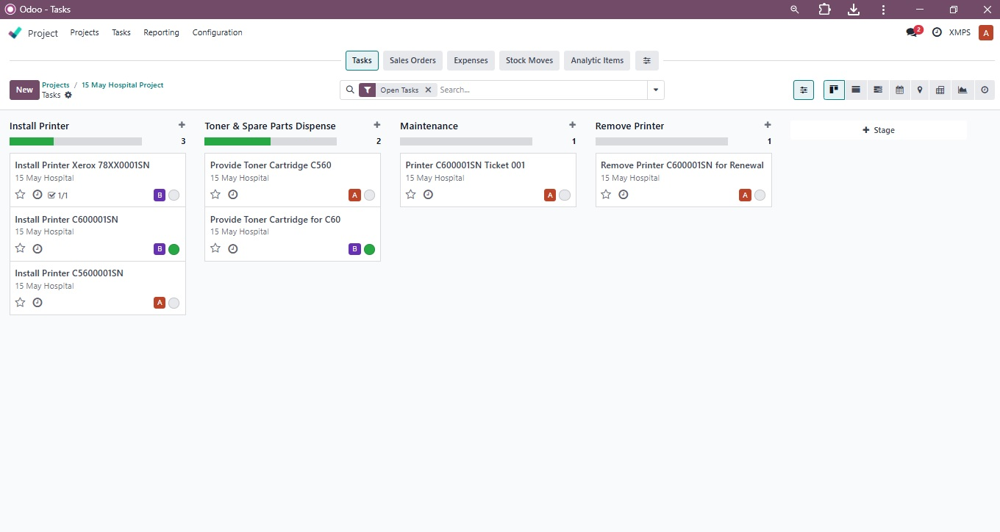 Odoo - Tasks
Project Projects Tasks Reporting Configuration 2 XMPS A
Tasks Sales Orders Expenses Stock Moves Analytic Items
New Projects / 15 May Hospital Project
Tasks
Open Tasks Search...
Install Printer
3
Install Printer Xerox 78XX0001SN
15 May Hospital
1/1 B
Install Printer C600001SN
15 May Hospital
B
Install Printer C5600001SN
15 May Hospital
A
Toner & Spare Parts Dispense
2
Provide Toner Cartridge C560
15 May Hospital
A
Provide Toner Cartridge for C60
15 May Hospital
B
Maintenance
1
Printer C600001SN Ticket 001
15 May Hospital
A
Remove Printer
1
Remove Printer C600001SN for Renewal
15 May Hospital
A
Stage